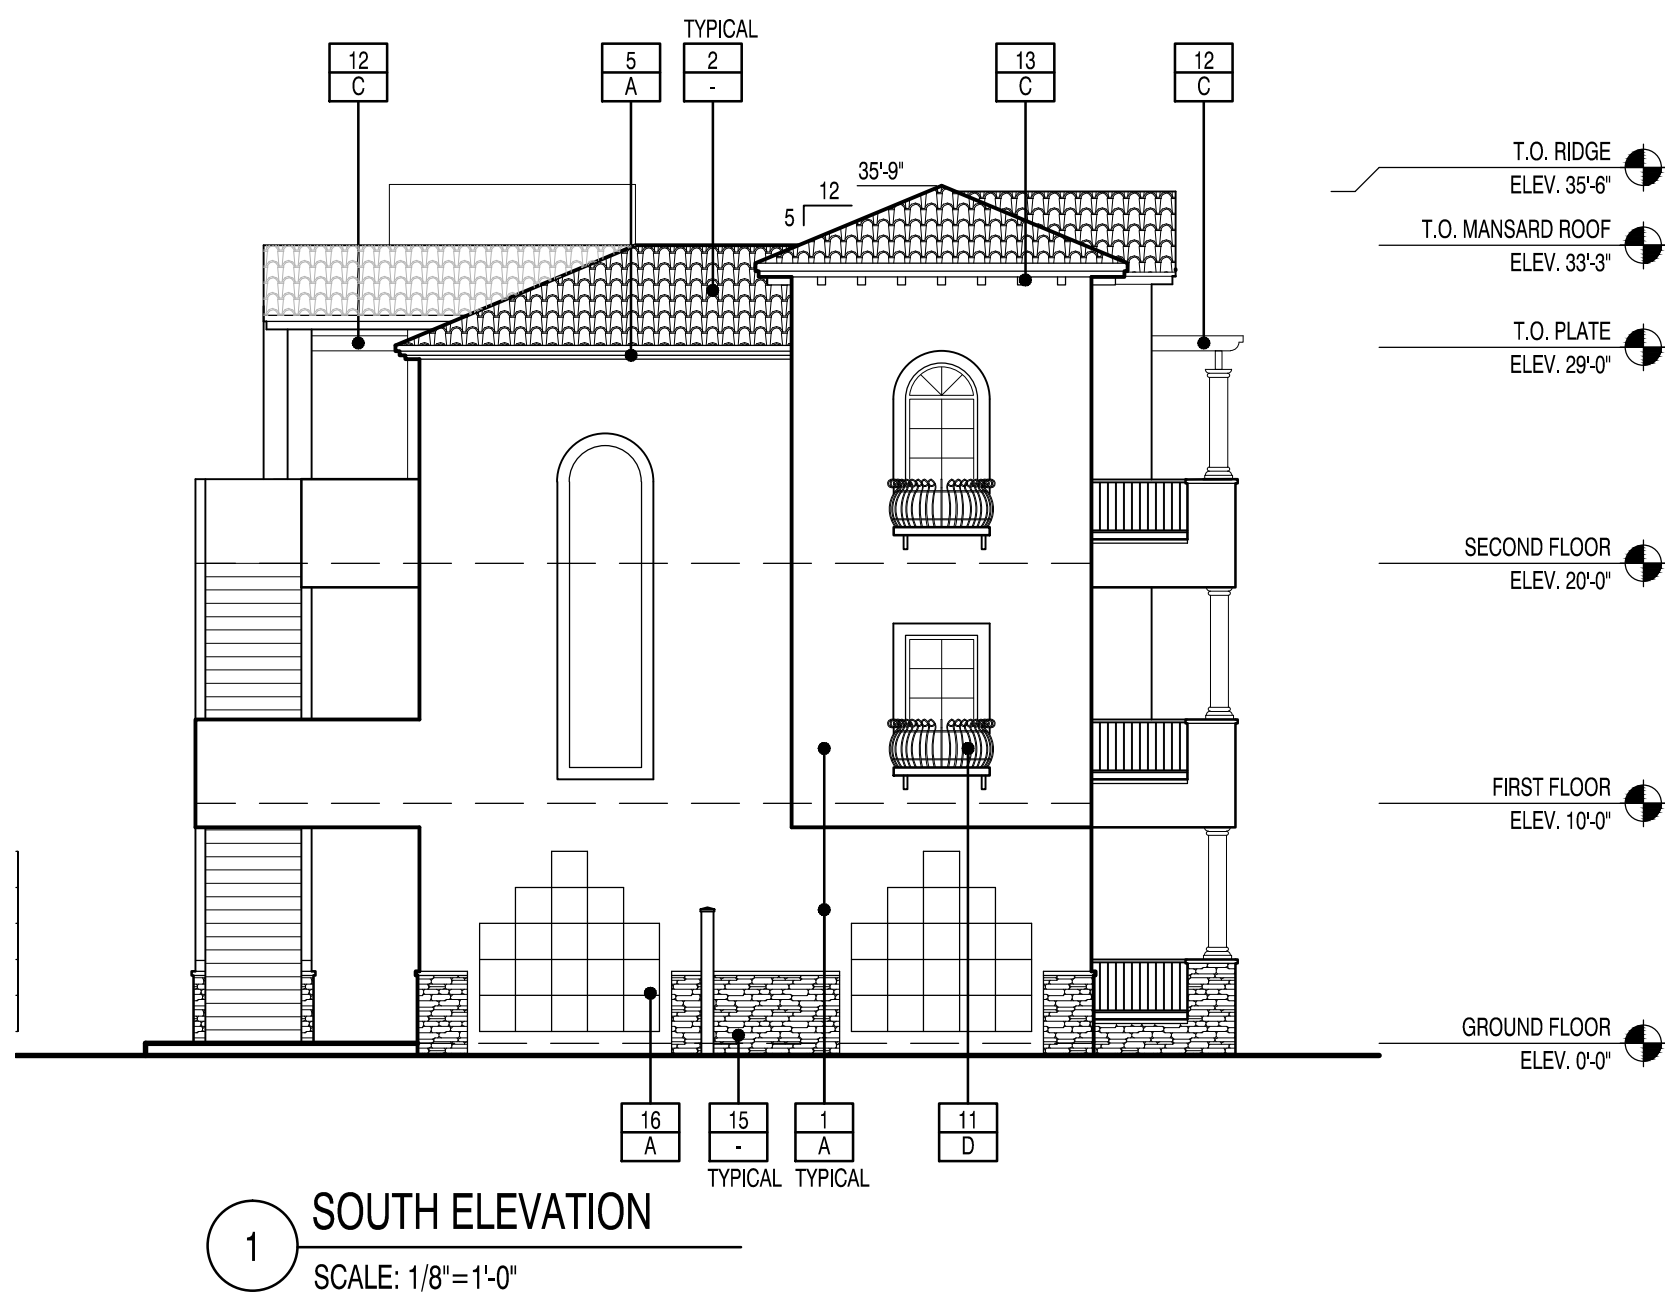 TYPICAL
12
C
5
A
2
-
13
C
12
C
35'-9"
12
5
T.O. RIDGE
ELEV. 35'-6"
T.O. MANSARD ROOF
ELEV. 33'-3"
T.O. PLATE
ELEV. 29'-0"
SECOND FLOOR
ELEV. 20'-0"
FIRST FLOOR
ELEV. 10'-0"
GROUND FLOOR
ELEV. 0'-0"
16
A
15
-
TYPICAL
1
A
TYPICAL
11
D
1
SOUTH ELEVATION
SCALE: 1/8"=1'-0"